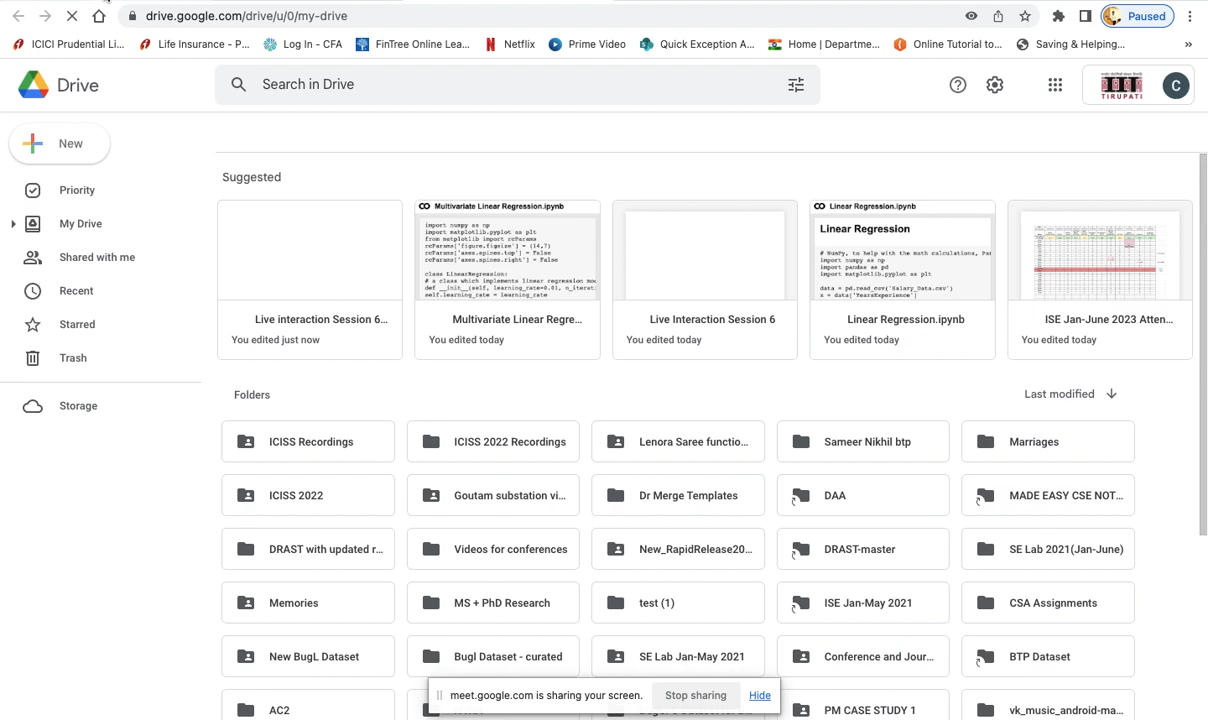 drive.google.com/drive/u/0/my-drive
Paused
ICICI Prudential Li...
Life Insurance - P...
Log In - CFA
FinTree Online Lea...
Netflix
Prime Video
Quick Exception A...
Home | Departme...
Online Tutorial to...
Saving & Helping...
»
Drive
Search in Drive
TIRUPATI
C
New
Priority
My Drive
Shared with me
Recent
Starred
Trash
Storage
Suggested
Multivariate Linear Regression.ipynb
import numpy as np
import matplotlib.pyplot as plt
from matplotlib import rcParams
rcParams['figure.figsize'] = (14,7)
rcParams['axes.spines.top'] = False
rcParams['axes.spines.right'] = False
class LinearRegression:
# a class which implements linear regression mod
def __init__(self, learning_rate=0.0), n_iterati
self.learning_rate = learning_rate
Linear Regression.ipynb
Linear Regression
# NumPy, to help with the math calculations, Pan
import numpy as np
import pandas as pd
import matplotlib.pyplot as plt
data = pd.read_csv('Salary_Data.csv')
x = data['YearsExperience']
Live interaction Session 6...
You edited just now
Multivariate Linear Regre...
You edited today
Live Interaction Session 6
You edited today
Linear Regression.ipynb
You edited today
ISE Jan-June 2023 Atten...
You edited today
Folders
Last modified
ICISS Recordings
ICISS 2022 Recordings
Lenora Saree functio...
Sameer Nikhil btp
Marriages
ICISS 2022
Goutam substation vi...
Dr Merge Templates
DAA
MADE EASY CSE NOT...
DRAST with updated r...
Videos for conferences
New_RapidRelease20...
DRAST-master
SE Lab 2021(Jan-June)
Memories
MS + PhD Research
test (1)
ISE Jan-May 2021
CSA Assignments
New BugL Dataset
Bugl Dataset - curated
SE Lab Jan-May 2021
Conference and Jour...
BTP Dataset
AC2
PM CASE STUDY 1
vk_music_android-ma...
meet.google.com is sharing your screen.
Stop sharing
Hide